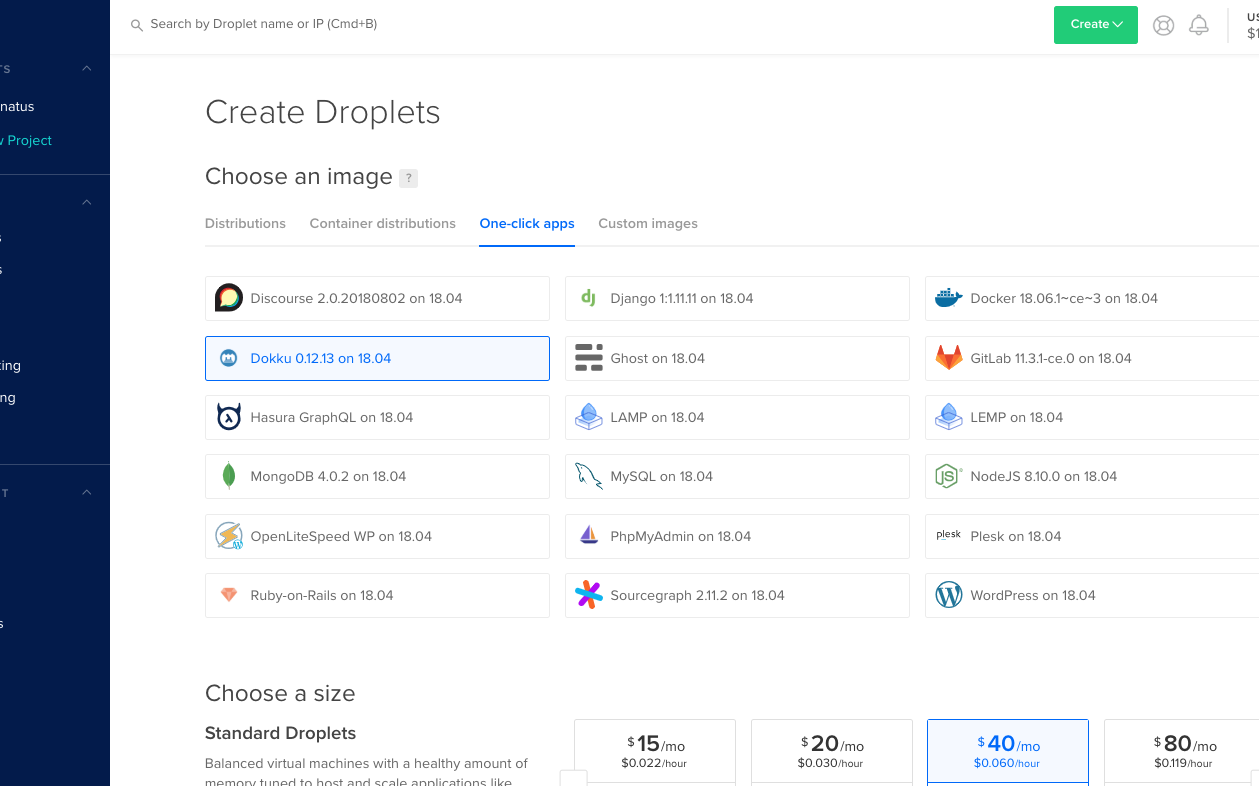 Search by Droplet name or IP (Cmd+B)
Create
US
$1
TS
natus
w Project
s
s
ting
ng
T
s
Create Droplets
Choose an image ?
Distributions Container distributions One-click apps Custom images
Discourse 2.0.20180802 on 18.04
Django 1:1.11.11 on 18.04
Docker 18.06.1~ce~3 on 18.04
Dokku 0.12.13 on 18.04
Ghost on 18.04
GitLab 11.3.1-ce.0 on 18.04
Hasura GraphQL on 18.04
LAMP on 18.04
LEMP on 18.04
MongoDB 4.0.2 on 18.04
MySQL on 18.04
NodeJS 8.10.0 on 18.04
OpenLiteSpeed WP on 18.04
PhpMyAdmin on 18.04
plesk Plesk on 18.04
Ruby-on-Rails on 18.04
Sourcegraph 2.11.2 on 18.04
WordPress on 18.04
Choose a size
Standard Droplets
Balanced virtual machines with a healthy amount of
memory tuned to host and scale applications like
$15/mo
$0.022/hour
$20/mo
$0.030/hour
$40/mo
$0.060/hour
$80/mo
$0.119/hour